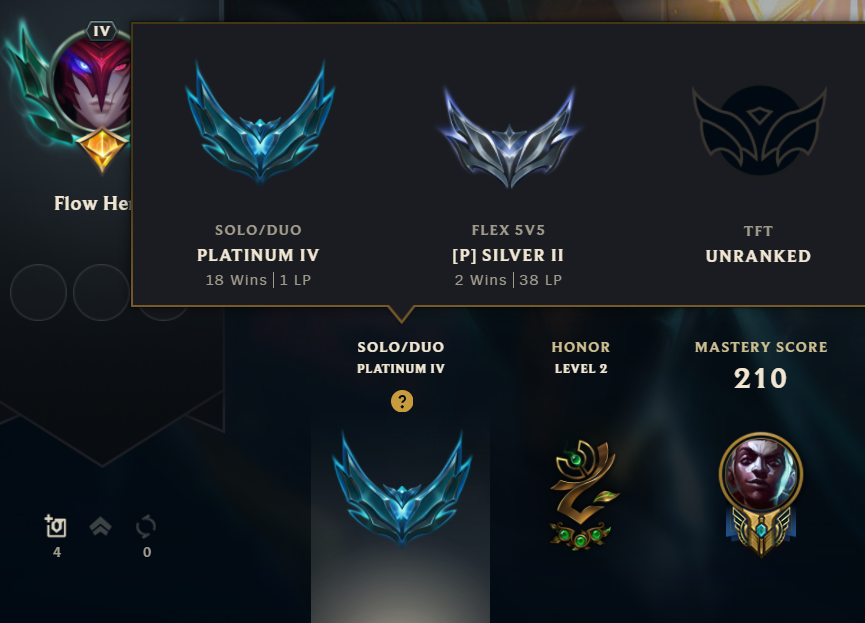 IV
Flow He
SOLO/DUO
PLATINUM IV
18 Wins | 1 LP
FLEX 5V5
[P] SILVER II
2 Wins | 38 LP
TFT
UNRANKED
SOLO/DUO
PLATINUM IV
?
HONOR
LEVEL 2
MASTERY SCORE
210
4
0